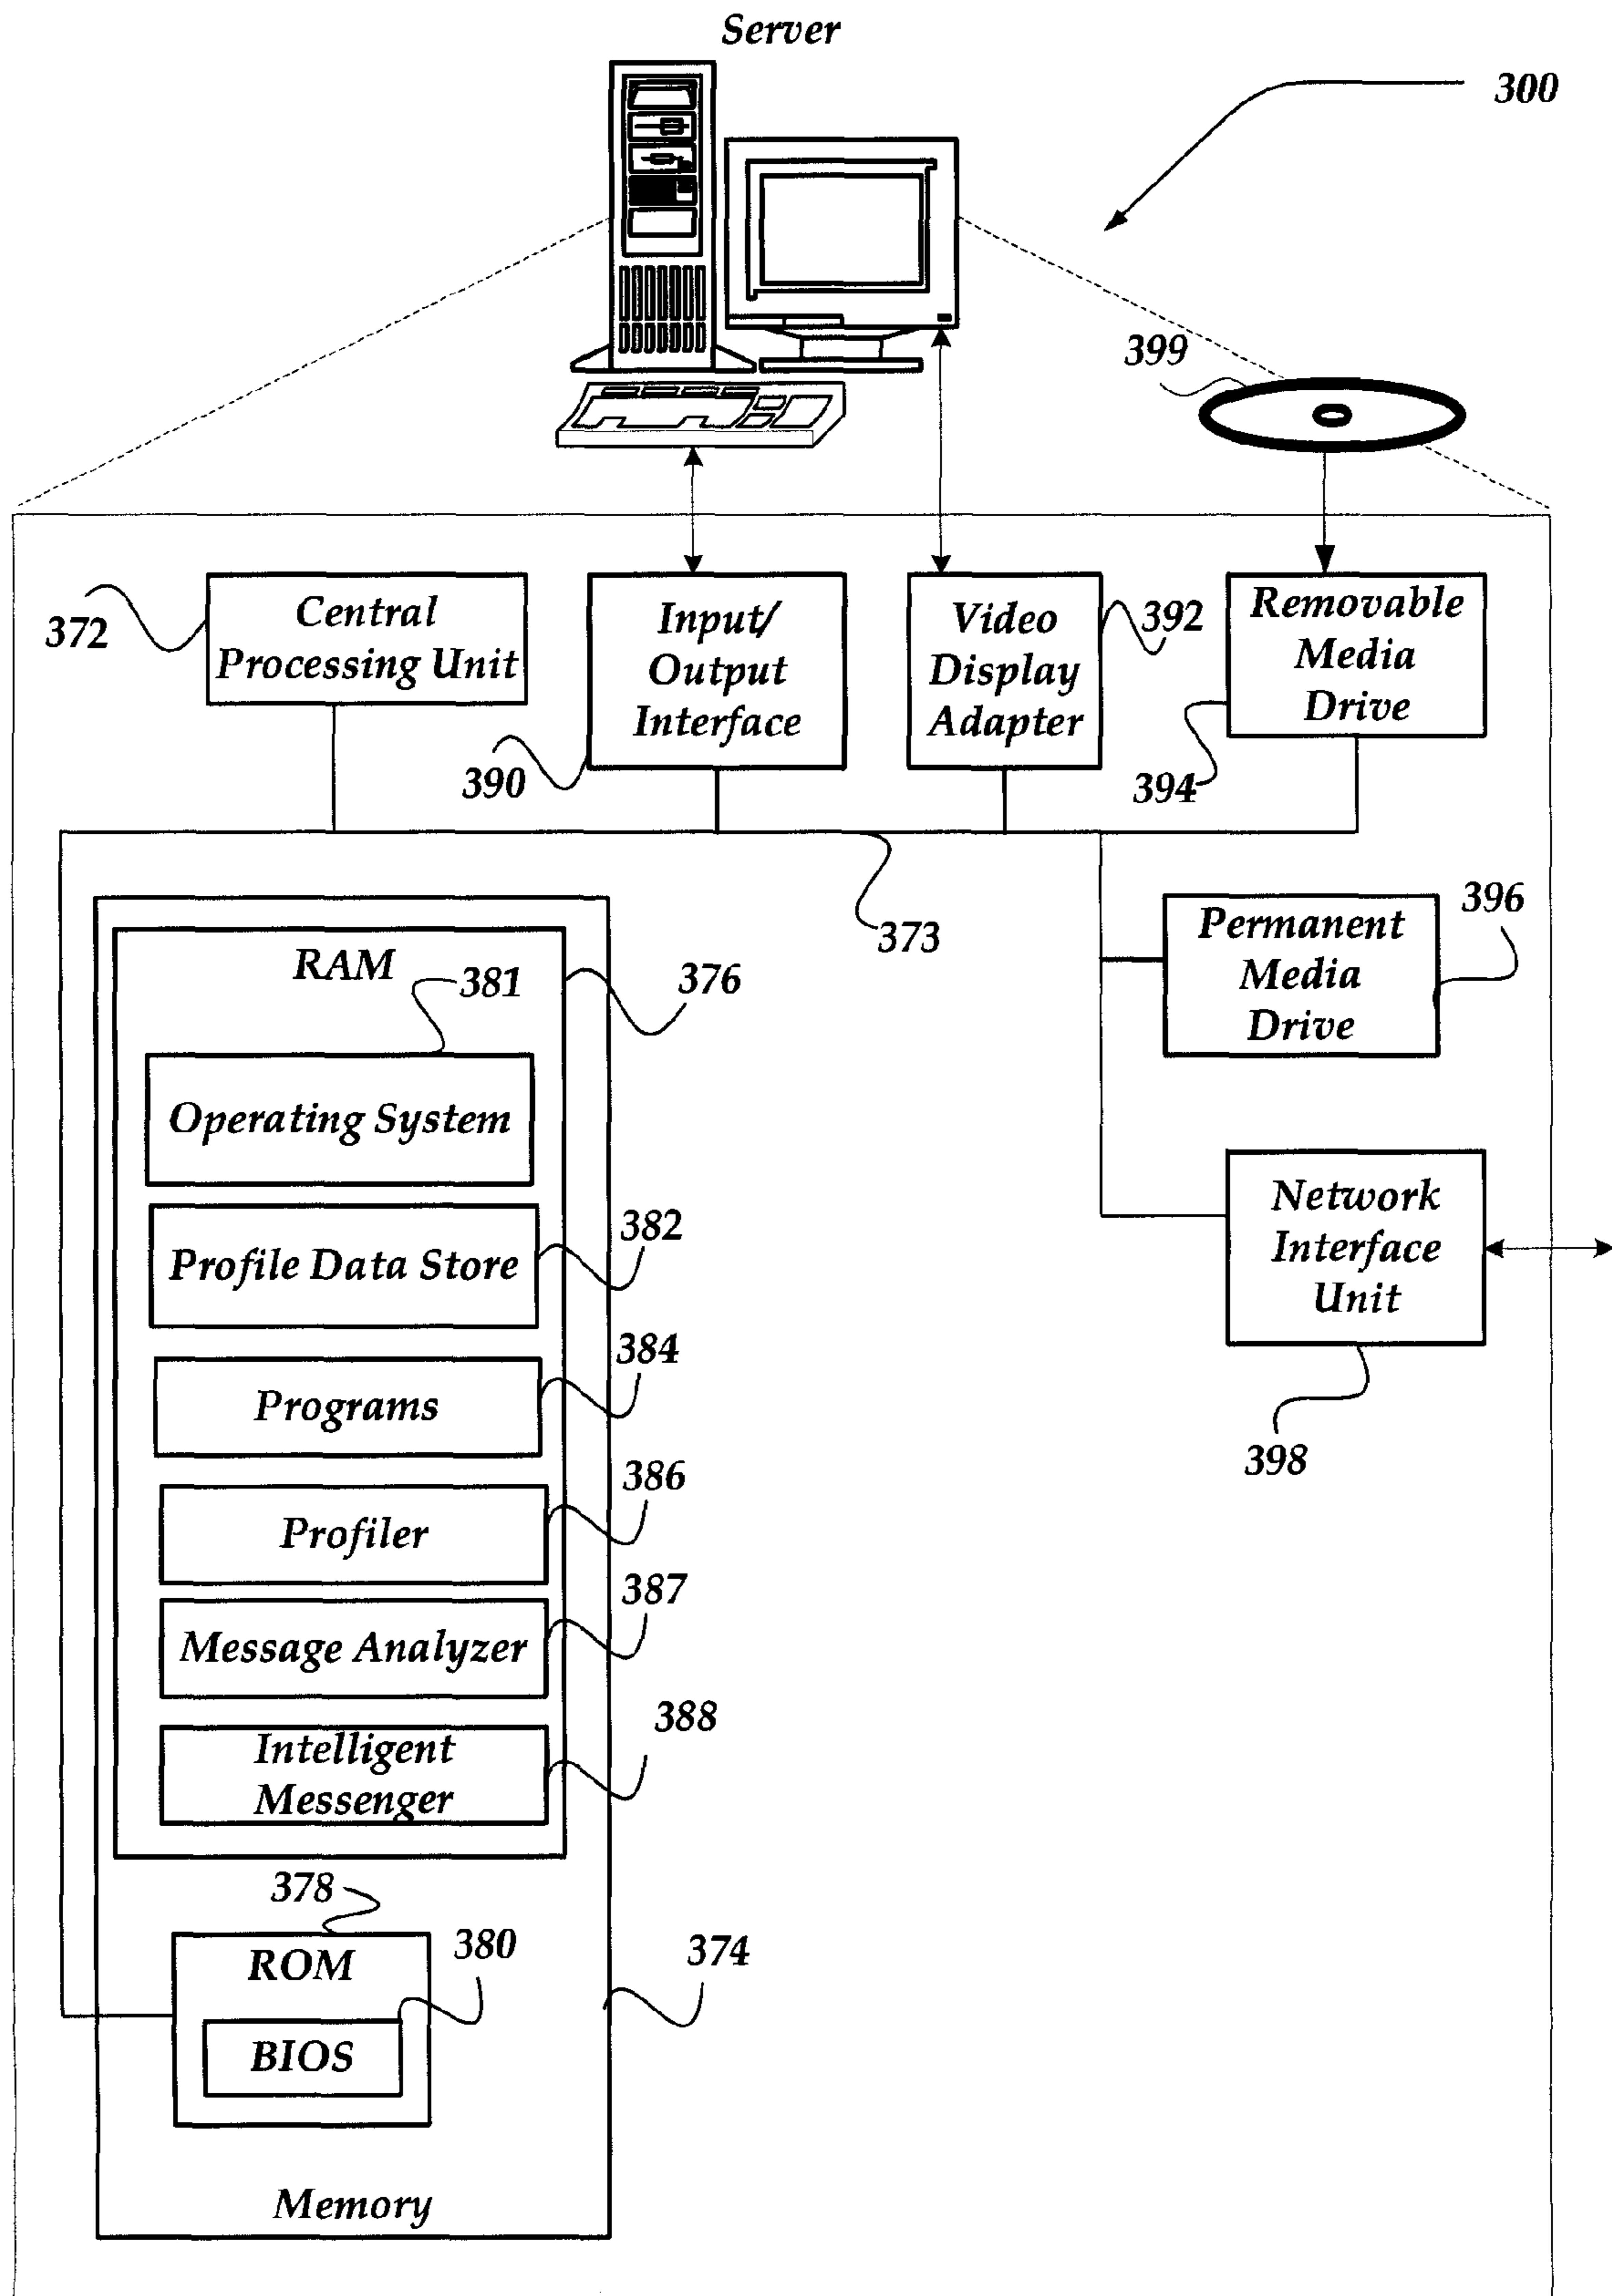 Server
300
399
Central
Processing Unit
372
Input/
Output
Interface
390
Video
Display
Adapter
392
Removable
Media
Drive
394
373
Permanent
Media
Drive
396
RAM
381
376
Operating System
Profile Data Store
382
Programs
384
Profiler
386
Message Analyzer
387
Intelligent
Messenger
388
Network
Interface
Unit
398
378
ROM
380
BIOS
374
Memory